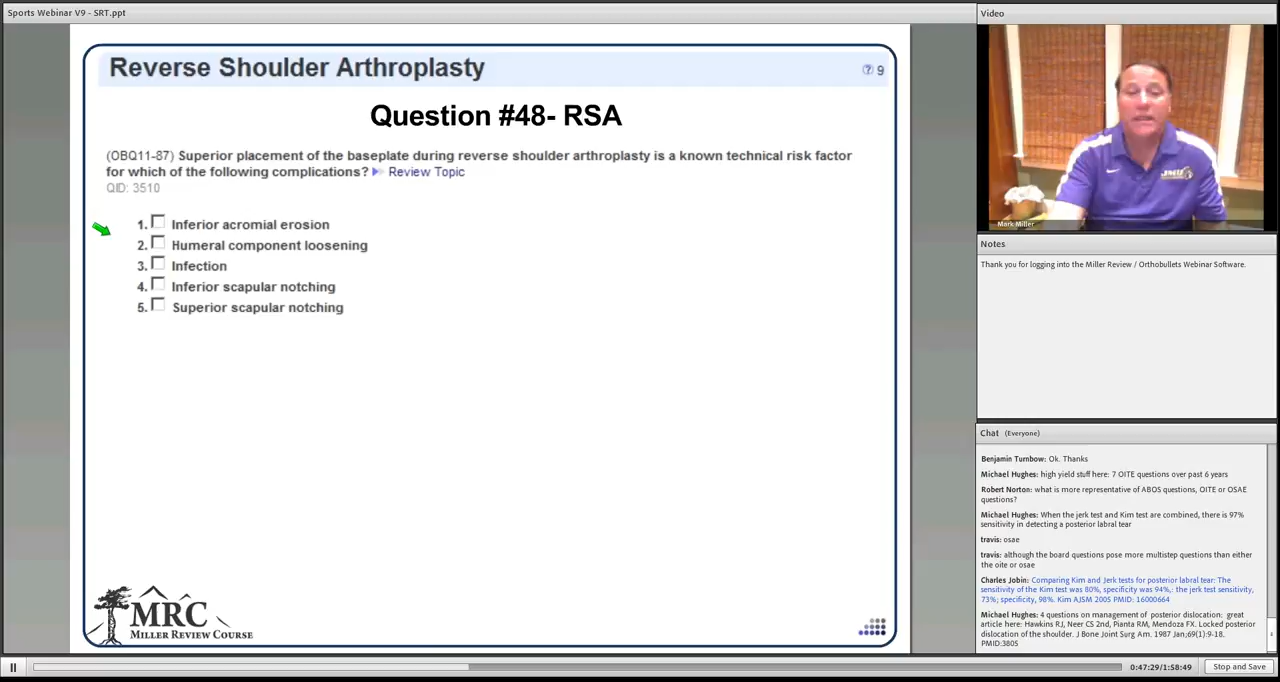 Sports Webinar V9 - SRT.ppt
Reverse Shoulder Arthroplasty
? 9
Question #48- RSA
(OBQ11-87) Superior placement of the baseplate during reverse shoulder arthroplasty is a known technical risk factor
for which of the following complications? Review Topic
QID: 3510
1. Inferior acromial erosion
2. Humeral component loosening
3. Infection
4. Inferior scapular notching
5. Superior scapular notching
MRC
MILLER REVIEW COURSE
Video
JMU
Mark Miller
Notes
Thank you for logging into the Miller Review / Orthobullets Webinar Software.
Chat (Everyone)
Benjamin Turnbow: Ok. Thanks
Michael Hughes: high yield stuff here: 7 OITE questions over past 6 years
Robert Norton: what is more representative of ABOS questions, OITE or OSAE
questions?
Michael Hughes: When the jerk test and Kim test are combined, there is 97%
sensitivity in detecting a posterior labral tear
travis: osae
travis: although the board questions pose more multistep questions than either
the oite or osae
Charles Jobin: Comparing Kim and Jerk tests for posterior labral tear: The
sensitivity of the Kim test was 80%, specificity was 94%,: the jerk test sensitivity,
73%; specificity, 98%. Kim AJSM 2005 PMID: 16000664
Michael Hughes: 4 questions on management of posterior dislocation: great
article here: Hawkins RJ, Neer CS 2nd, Pianta RM, Mendoza FX. Locked posterior
dislocation of the shoulder. J Bone Joint Surg Am. 1987 Jan;69(1):9-18.
PMID:3805
0:47:29/1:58:49
Stop and Save